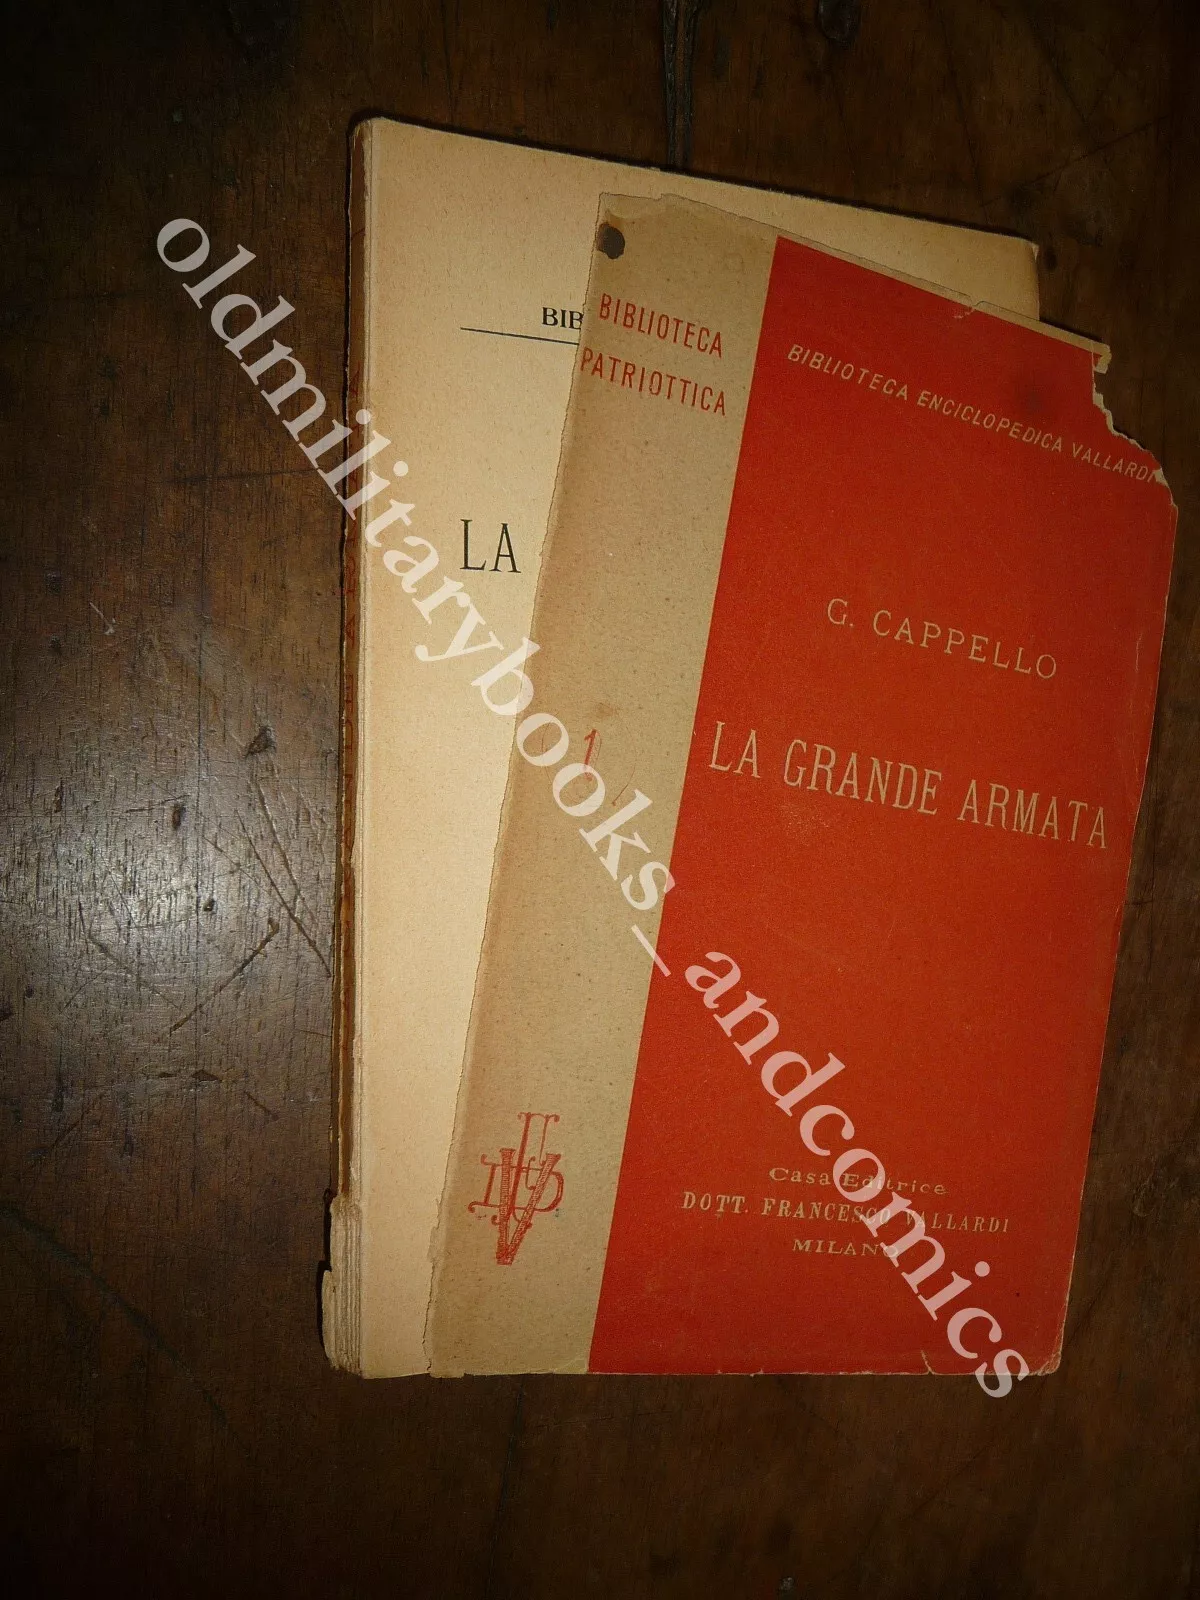 BIB
LA
BIBLIOTECA
PATRIOTTICA
1
BIBLIOTECA ENCICLOPEDICA VALLARDI
G. CAPPELLO
LA GRANDE ARMATA
Casa Editrice
DOTT. FRANCESCO VALLARDI
MILANO
oldmilitarybooks_andcomics